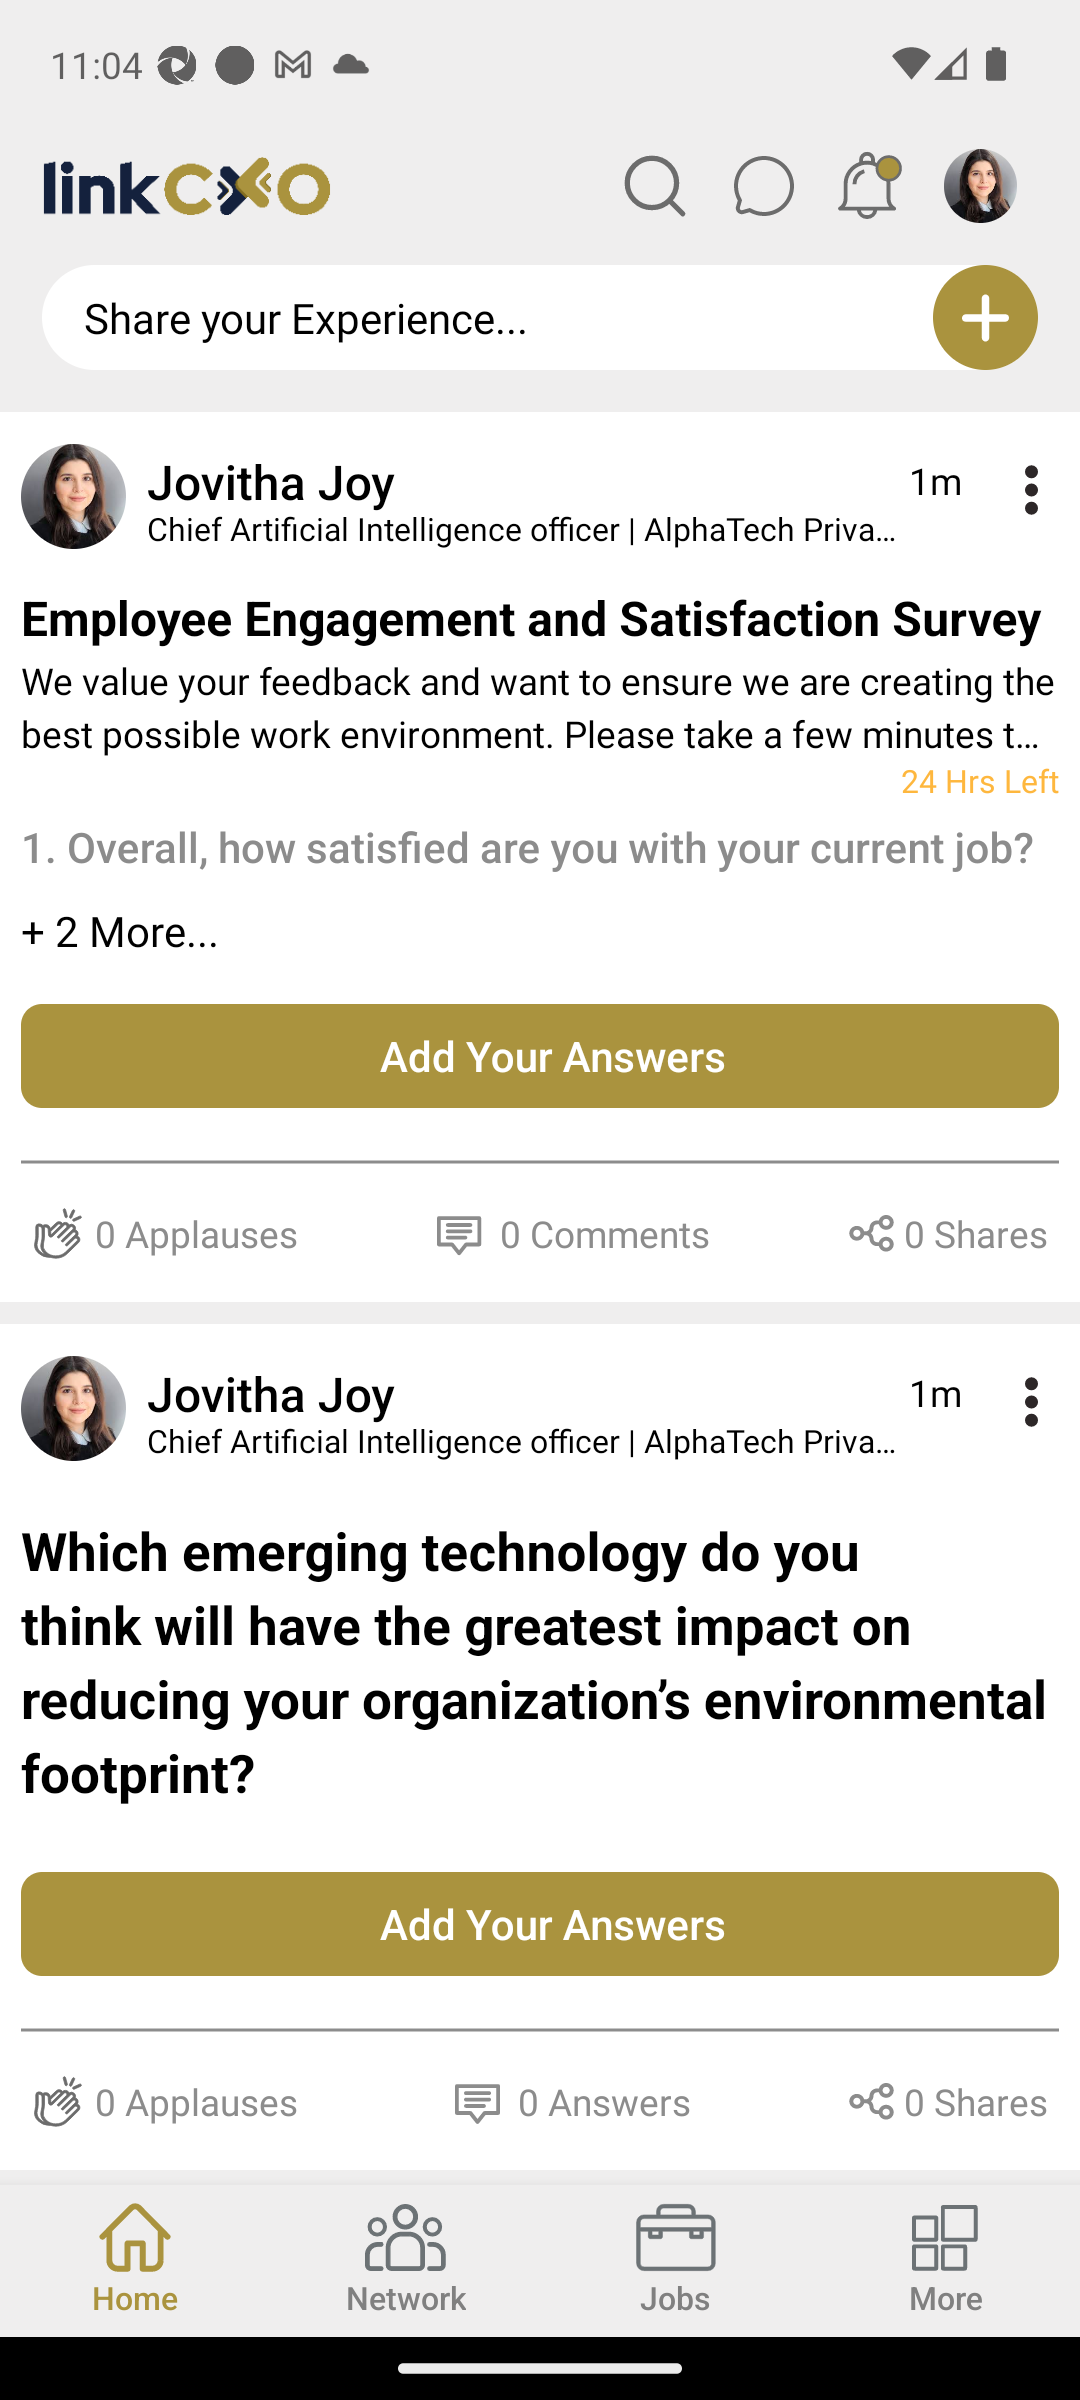 11:04
linkCXO
Share your Experience...
Jovitha Joy
1m
Chief Artificial Intelligence officer | AlphaTech Priva...
Employee Engagement and Satisfaction Survey
We value your feedback and want to ensure we are creating the
best possible work environment. Please take a few minutes t...
24 Hrs Left
1. Overall, how satisfied are you with your current job?
+ 2 More...
Add Your Answers
0 Applauses
0 Comments
0 Shares
Jovitha Joy
1m
Chief Artificial Intelligence officer | AlphaTech Priva...
Which emerging technology do you
think will have the greatest impact on
reducing your organization’s environmental
footprint?
Add Your Answers
0 Applauses
0 Answers
0 Shares
Home
Network
Jobs
More